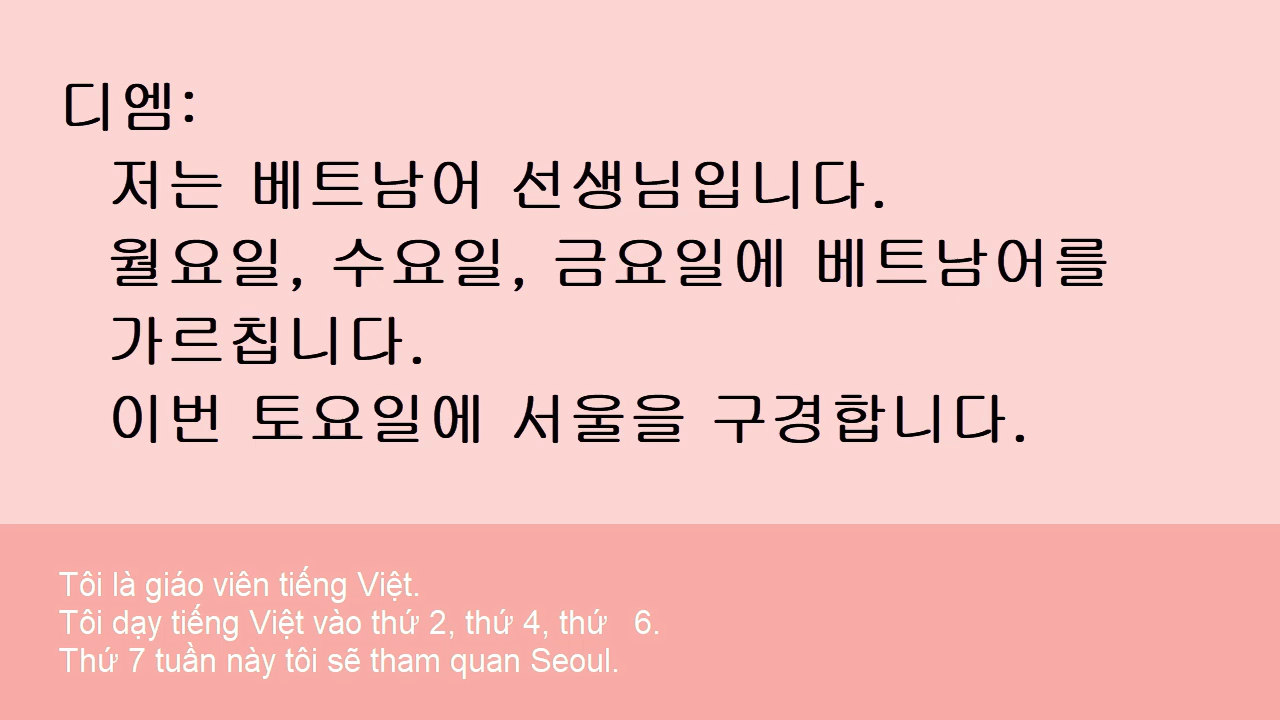 디엠:
저는 베트남어 선생님입니다.
월요일, 수요일, 금요일에 베트남어를
가르칩니다.
이번 토요일에 서울을 구경합니다.
Tôi là giáo viên tiếng Việt.
Tôi dạy tiếng Việt vào thứ 2, thứ 4, thứ 6.
Thứ 7 tuần này tôi sẽ tham quan Seoul.